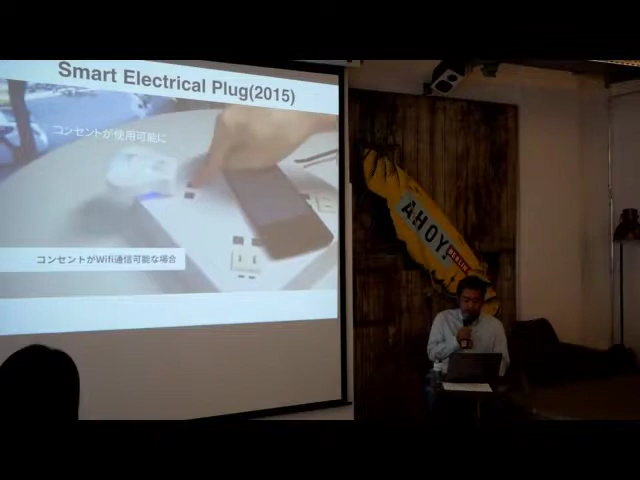 Smart Electrical Plug(2015)
コンセントが使用可能に
コンセントがWifi通信可能な場合
AHOY!
BERLIN